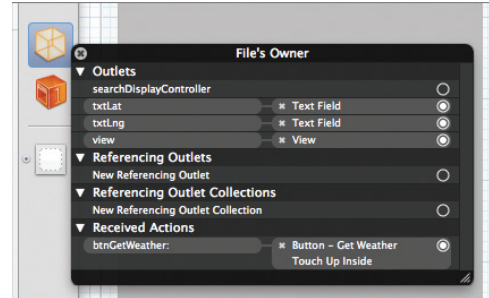 File's Owner
Outlets
searchDisplayController
txtLat Text Field
txtLng Text Field
view View
Referencing Outlets
New Referencing Outlet
Referencing Outlet Collections
New Referencing Outlet Collection
Received Actions
btnGetWeather: Button – Get Weather
Touch Up Inside